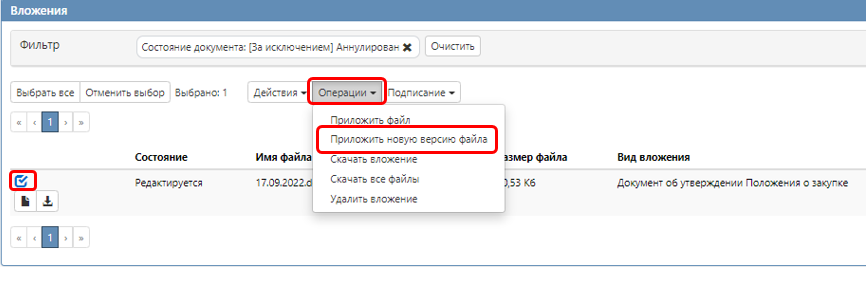 Вложения
Фильтр Состояние документа: [За исключением] Аннулирован ✖ Очистить
Выбрать все Отменить выбор Выбрано: 1 Действия Операции Подписание
« ‹ 1 › »
Приложить файл
Приложить новую версию файла
Скачать вложение
Скачать все файлы
Удалить вложение
Состояние Имя файла азмер файла Вид вложения
Редактируется 17.09.2022.d 0,53 Кб Документ об утверждении Положения о закупке
« ‹ 1 › »